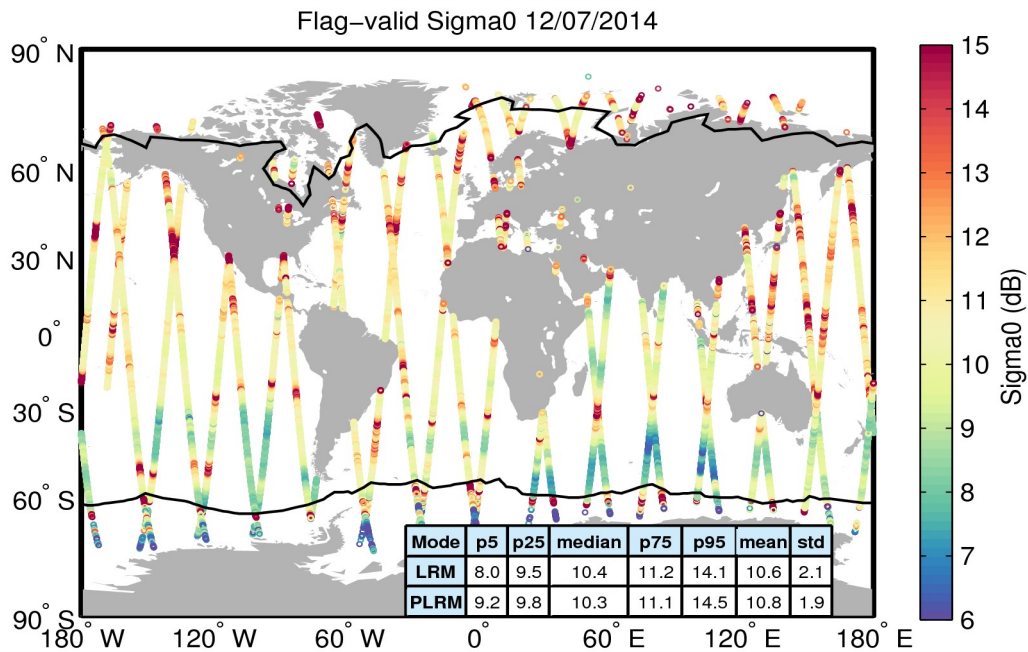 Flag−valid Sigma0 12/07/2014
90° N
60° N
30° N
0°
30° S
60° S
90° S
180° W
120° W
60° W
0°
60° E
120° E
180° E
15
14
13
12
11
10
9
8
7
6
Sigma0 (dB)
Mode p5 p25 median p75 p95 mean std
LRM 8.0 9.5 10.4 11.2 14.1 10.6 2.1
PLRM 9.2 9.8 10.3 11.1 14.5 10.8 1.9